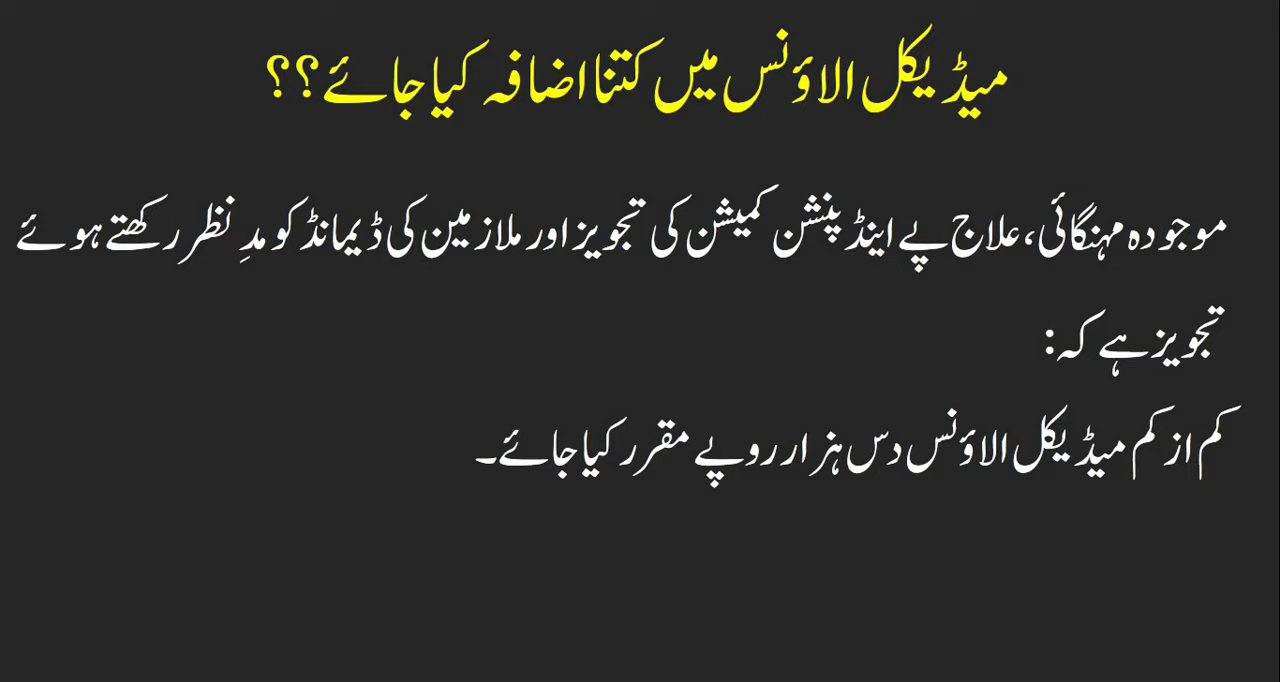 میڈیکل الاؤنس میں کتنا اضافہ کیا جائے؟؟
موجودہ مہنگائی، علاج پے اینڈ پنشن کمیشن کی تجویز اور ملازمین کی ڈیمانڈ کو مدِ نظر رکھتے ہوئے
تجویز ہے کہ:
کم از کم میڈیکل الاؤنس دس ہزار روپے مقرر کیا جائے۔